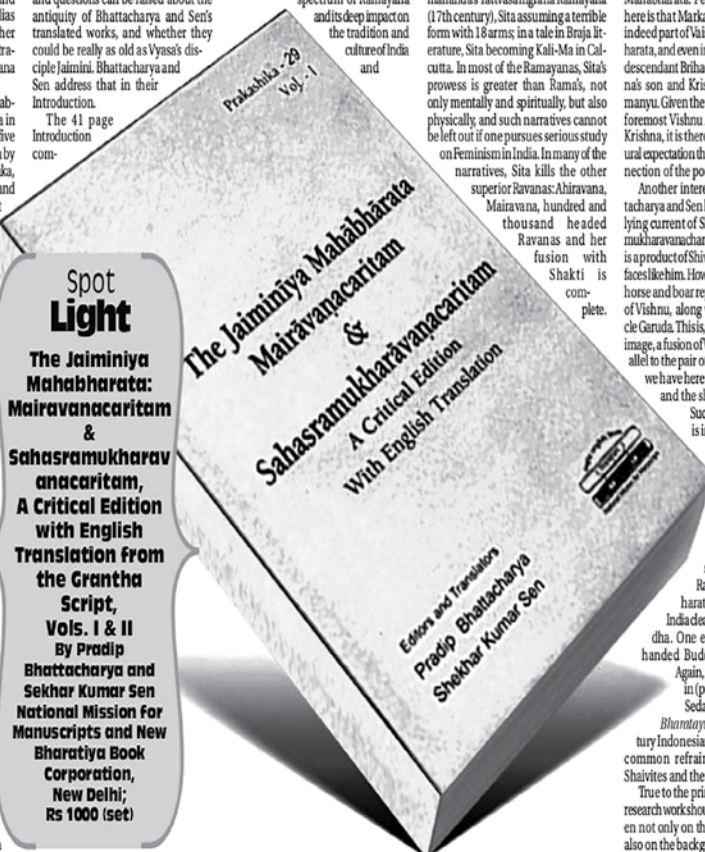 antiquity of Bhattacharya and Sen's
translated works, and whether they
could be really as old as Vyasa's dis-
ciple Jaimini. Bhattacharya and
Sen address that in their
Introduction.
The 41 page
Introduction
com-
and its deep impact on
the tradition and
culture of India
and
(17th century), Sita assuming a terrible
form with 18 arms; in a tale in Braja lit-
erature, Sita becoming Kali-Ma in Cal-
cutta. In most of the Ramayanas, Sita's
prowess is greater than Rama's, not
only mentally and spiritually, but also
physically, and such narratives cannot
be left out if one pursues serious study
on Feminism in India. In many of the
narratives, Sita kills the other
superior Ravanas: Ahiravana,
Mairavana, hundred and
thousand headed
Ravanas and her
fusion with
Shakti is
com-
plete.
here is that Marka
indeed part of Vai
harata, and even i
descendant Briha
na's son and Kris
manyu. Given the
foremost Vishnu
Krishna, it is there
ural expectation th
nection of the po
Another intere
tacharya and Sen
lying current of S
mukharavanachar
is a product of Shiv
faces like him. How
horse and boar re
of Vishnu, along
cle Garuda. This is,
image, a fusion of V
allel to the pair o
we have here
and the sl
Suc
is i
Ra
harat
India dea
dha. One e
handed Bud
Again,
in (p
Seda
Bharatay
tury Indonesia
common refrain
Shaivites and the
True to the pri
research work shou
en not only on th
also on the backg
Prakashika - 29
Vol. - I
The Jaiminīya Mahābhārata
Mairāvaṇacaritam
&
Sahasramukharāvaṇacaritam
A Critical Edition
With English Translation
Editors and Translators
Pradip Bhattacharya
Shekhar Kumar Sen
Spot
Light
The Jaiminiya
Mahabharata:
Mairavanacaritam
&
Sahasramukharav
anacaritam,
A Critical Edition
with English
Translation from
the Grantha
Script,
Vols. I & II
By Pradip
Bhattacharya and
Sekhar Kumar Sen
National Mission for
Manuscripts and New
Bharatiya Book
Corporation,
New Delhi;
Rs 1000 (set)